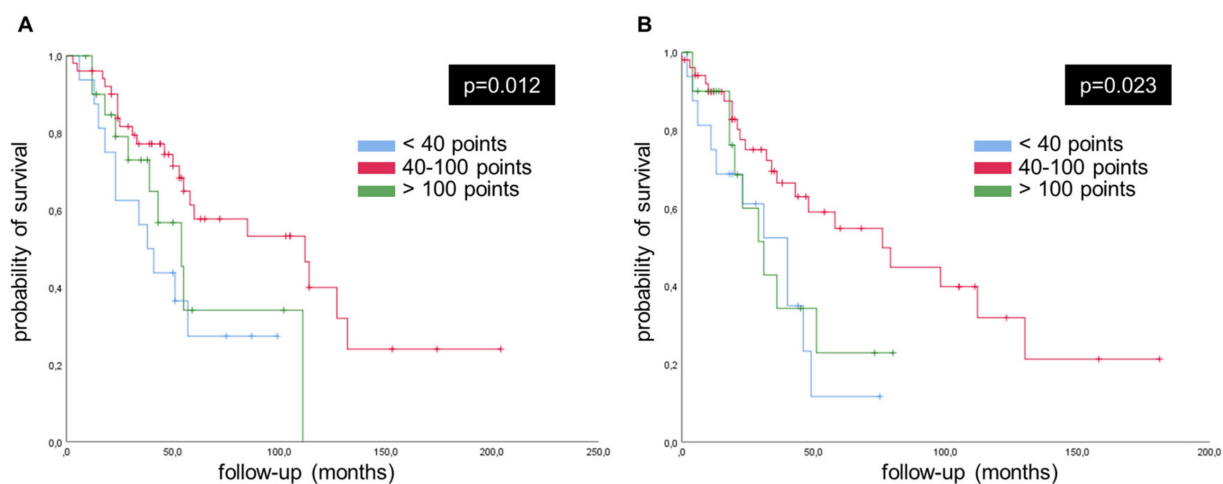 A
p=0.012
< 40 points
40-100 points
> 100 points
probability of survival
1,0
0,8
0,6
0,4
0,2
0,0
,0
50,0
100,0
150,0
200,0
250,0
follow-up (months)
B
p=0.023
< 40 points
40-100 points
> 100 points
probability of survival
1,0
0,8
0,6
0,4
0,2
0,0
,0
50,0
100,0
150,0
200,0
follow-up (months)